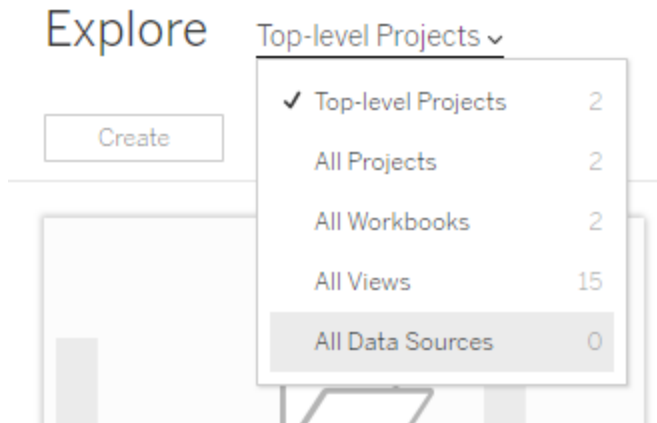 Explore Top-level Projects
Create
✓ Top-level Projects 2
All Projects 2
All Workbooks 2
All Views 15
All Data Sources 0